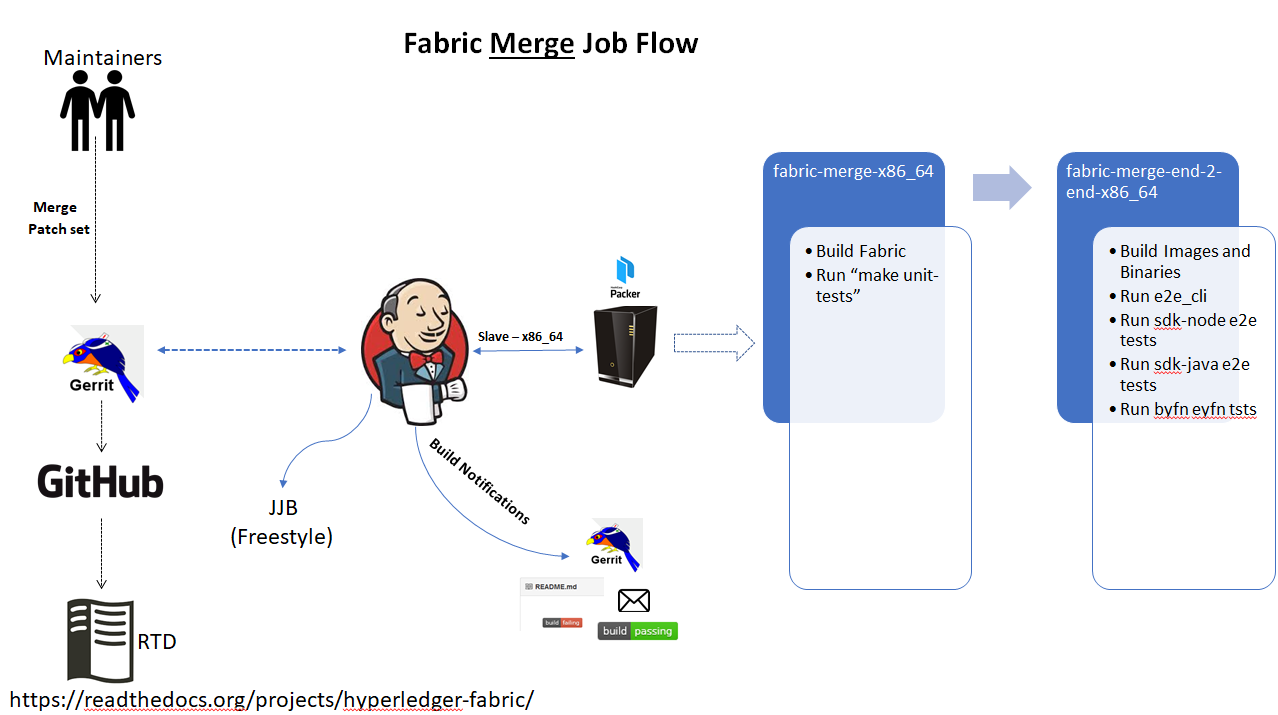 Fabric Merge Job Flow
Maintainers
Merge
Patch set
Gerrit
GitHub
RTD
https://readthedocs.org/projects/hyperledger-fabric/
JJB
(Freestyle)
Slave – x86_64
Packer
Build Notifications
Gerrit
README.md
build failing
build passing
fabric-merge-x86_64
• Build Fabric
• Run “make unit-
tests”
fabric-merge-end-2-
end-x86_64
• Build Images and
Binaries
• Run e2e_cli
• Run sdk-node e2e
tests
• Run sdk-java e2e
tests
• Run byfn eyfn tsts